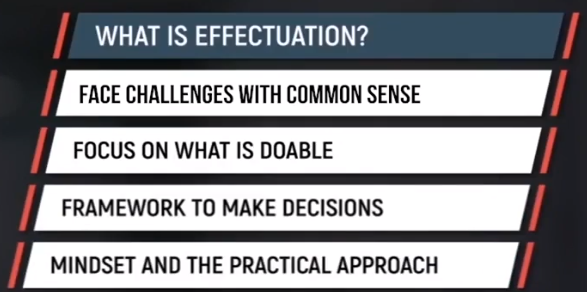 WHAT IS EFFECTUATION?
FACE CHALLENGES WITH COMMON SENSE
FOCUS ON WHAT IS DOABLE
FRAMEWORK TO MAKE DECISIONS
MINDSET AND THE PRACTICAL APPROACH